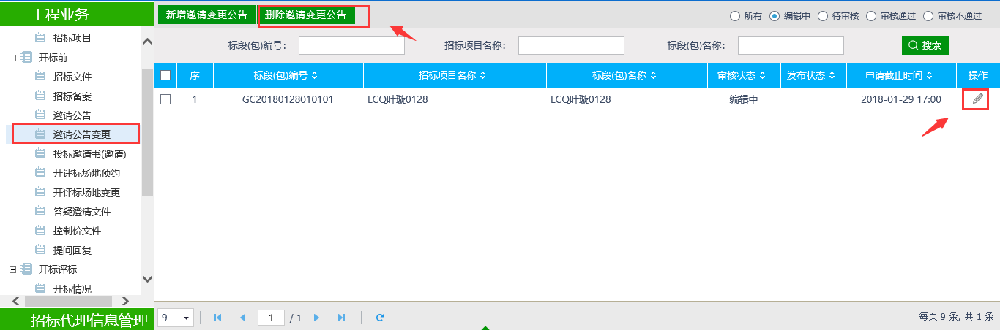 工程业务
招标项目
开标前
招标文件
招标备案
邀请公告
邀请公告变更
投标邀请书(邀请)
开评标场地预约
开评标场地变更
答疑澄清文件
控制价文件
提问回复
开标评标
开标情况
招标代理信息管理
新增邀请变更公告 删除邀请变更公告 所有 编辑中 待审核 审核通过 审核不通过
标段(包)编号: 招标项目名称: 标段(包)名称: 搜索
序 标段(包)编号 招标项目名称 标段(包)名称 审核状态 发布状态 申请截止时间 操作
1 GC20180128010101 LCQ叶璇0128 LCQ叶璇0128 编辑中 2018-01-29 17:00
9 1 / 1 每页 9 条, 共 1 条